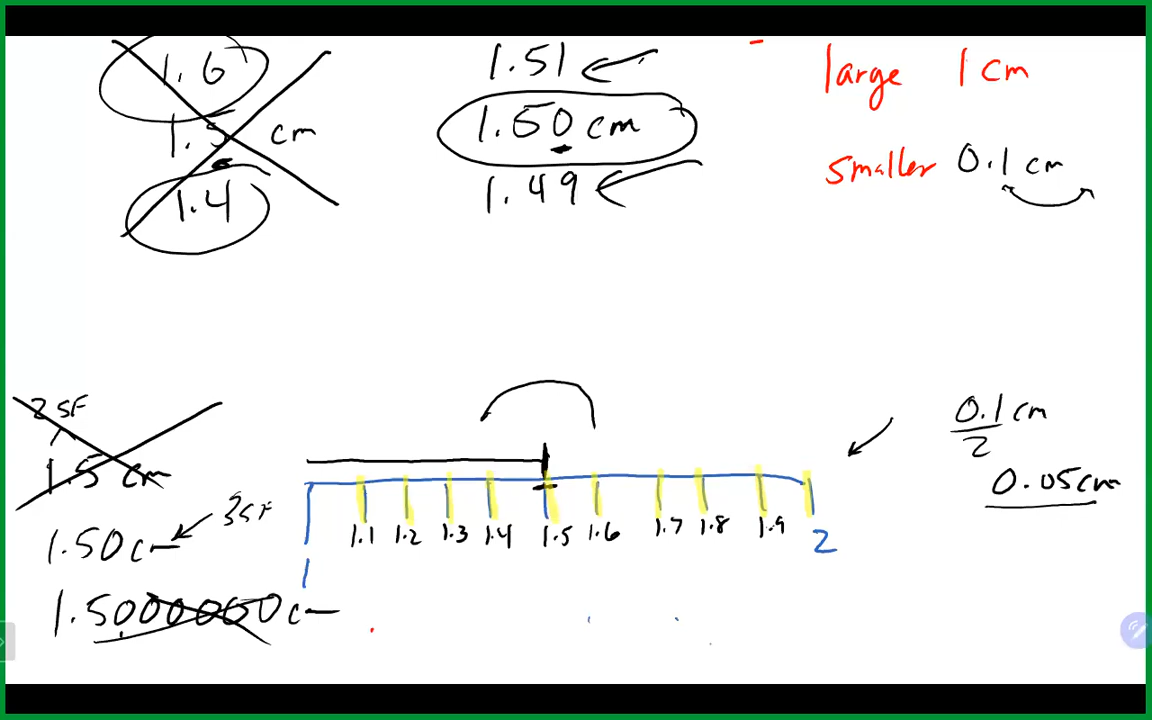 1.6
1.5 cm
1.4
1.51
1.50 cm
1.49
large 1 cm
smaller 0.1 cm
2 SF
1.5 cm
1.50 c
3 SF
1.5000000 c
1.1 1.2 1.3 1.4 1.5 1.6 1.7 1.8 1.9 2
0.1 cm
2
0.05 cm